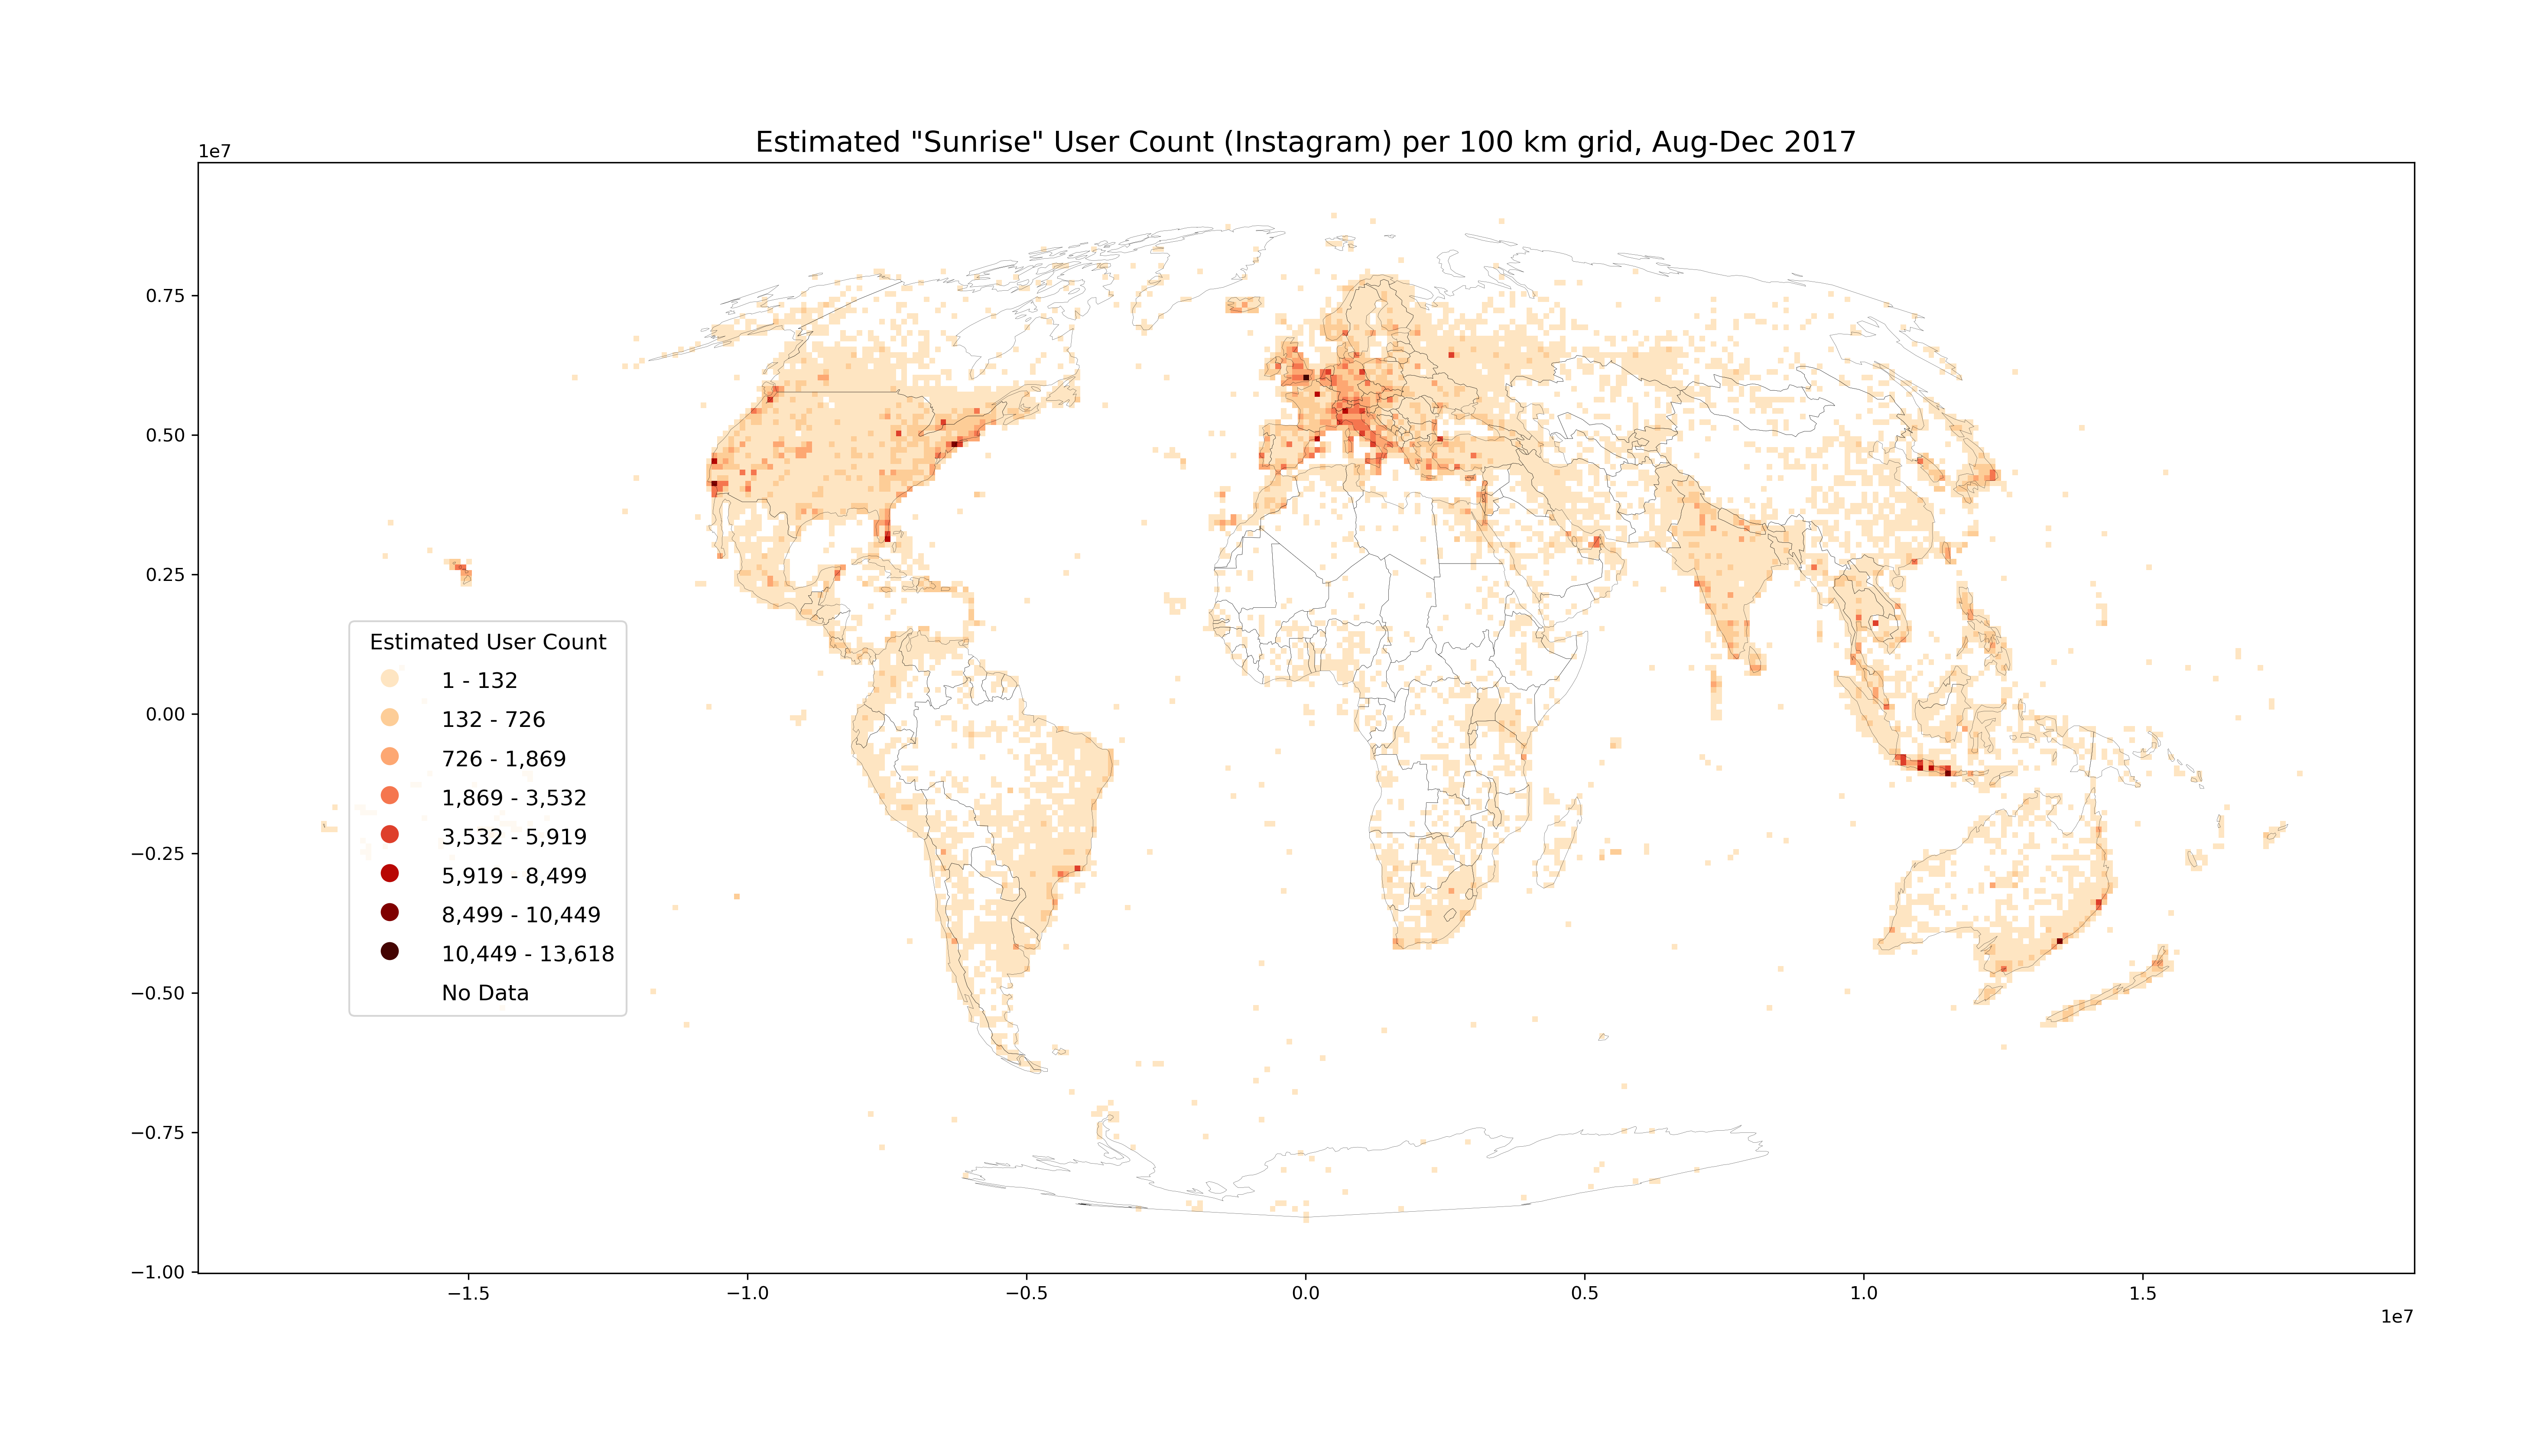 Estimated "Sunrise" User Count (Instagram) per 100 km grid, Aug-Dec 2017
1e7
0.75
0.50
0.25
0.00
−0.25
−0.50
−0.75
−1.00
Estimated User Count
1 - 132
132 - 726
726 - 1,869
1,869 - 3,532
3,532 - 5,919
5,919 - 8,499
8,499 - 10,449
10,449 - 13,618
No Data
−1.5 −1.0 −0.5 0.0 0.5 1.0 1.5
1e7